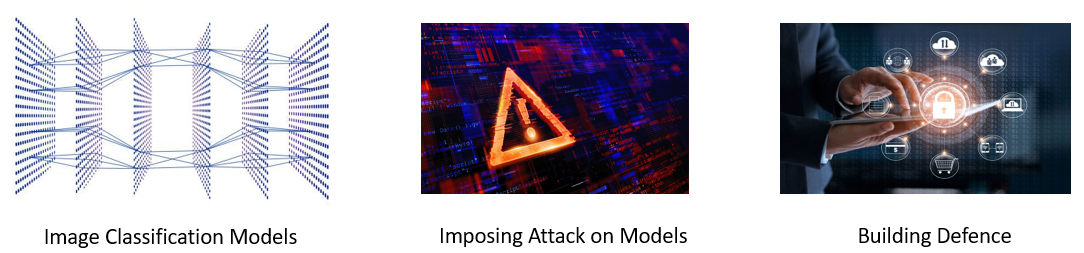 Image Classification Models
Imposing Attack on Models
Building Defence